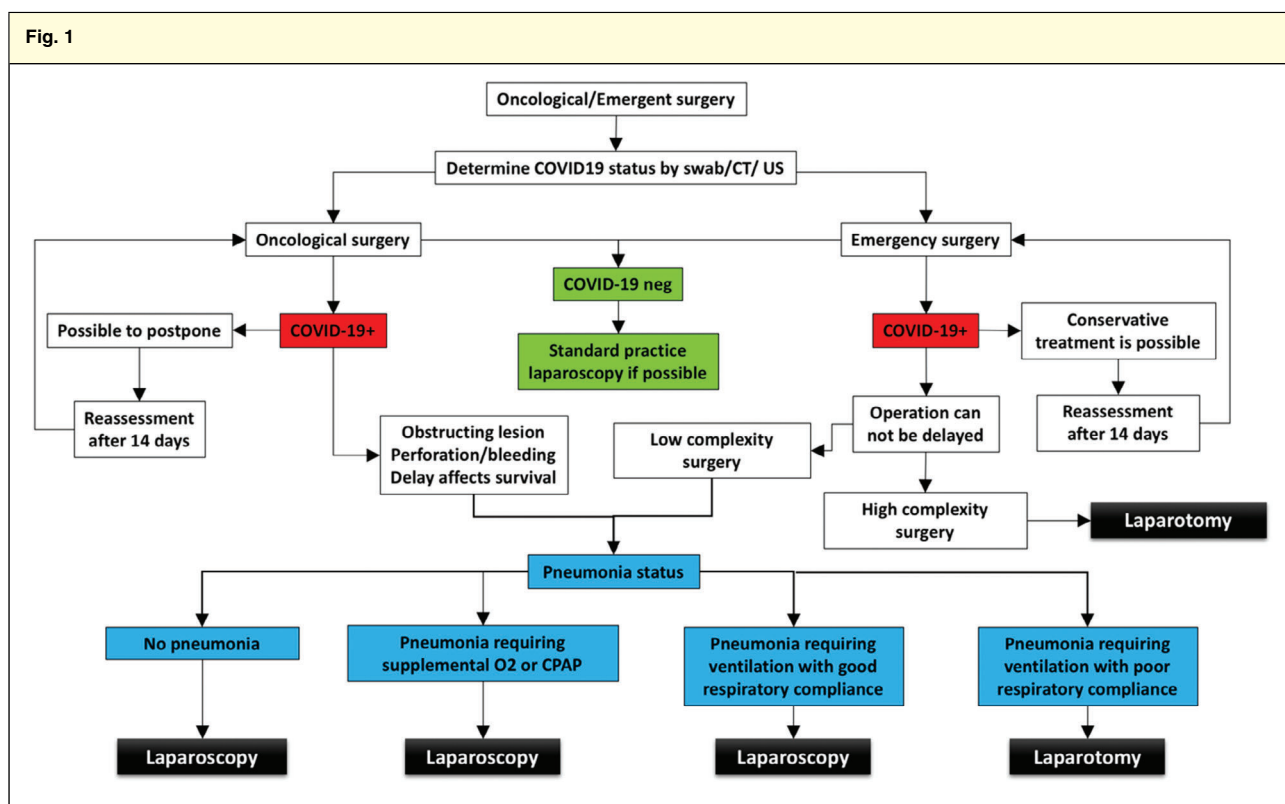 Fig. 1
Oncological/Emergent surgery
Determine COVID19 status by swab/CT/ US
Oncological surgery
Emergency surgery
COVID-19 neg
Possible to postpone
COVID-19+
COVID-19+
Conservative
treatment is possible
Standard practice
laparoscopy if possible
Reassessment
after 14 days
Obstructing lesion
Perforation/bleeding
Delay affects survival
Low complexity
surgery
Operation can
not be delayed
Reassessment
after 14 days
High complexity
surgery
Laparotomy
Pneumonia status
No pneumonia
Pneumonia requiring
supplemental O2 or CPAP
Pneumonia requiring
ventilation with good
respiratory compliance
Pneumonia requiring
ventilation with poor
respiratory compliance
Laparoscopy
Laparoscopy
Laparoscopy
Laparotomy